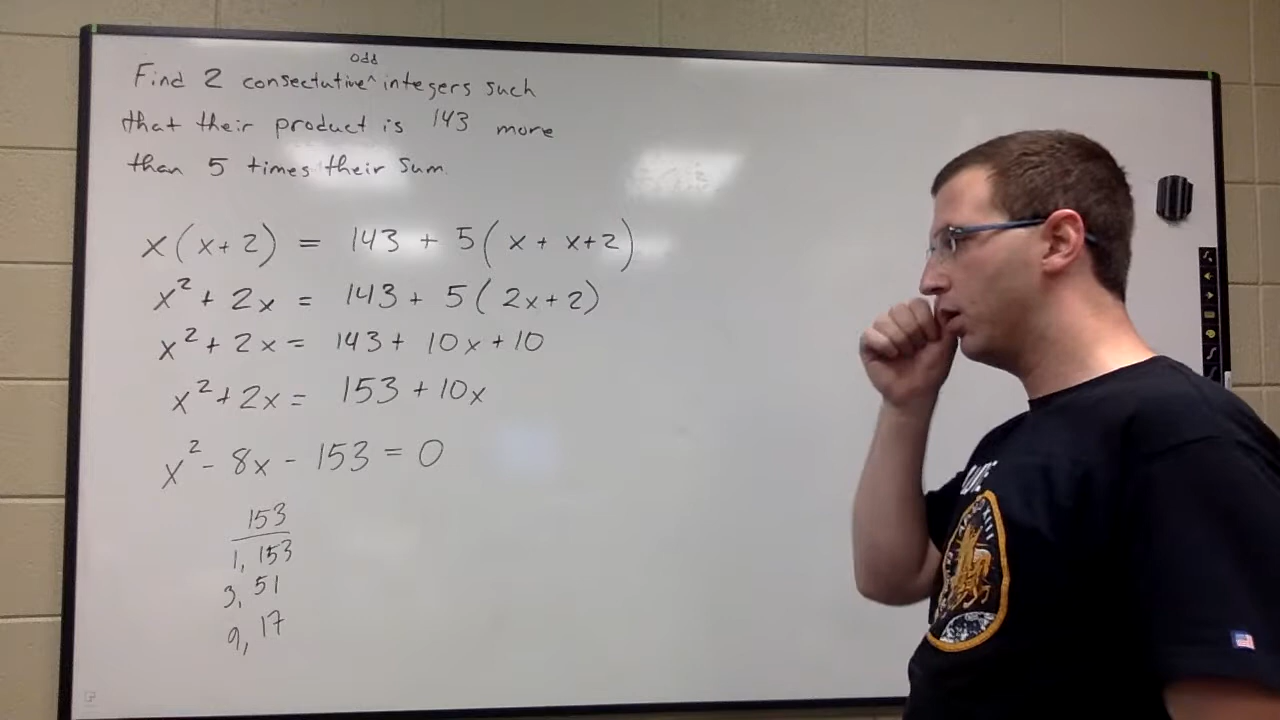 Find 2 consectutive^ odd integers such
that their product is 143 more
than 5 times their sum.
x(x+2) = 143 + 5(x + x+2)
x² + 2x = 143 + 5(2x+2)
x² + 2x = 143 + 10x + 10
x² + 2x = 153 + 10x
x² - 8x - 153 = 0
153
1, 153
3, 51
9, 17